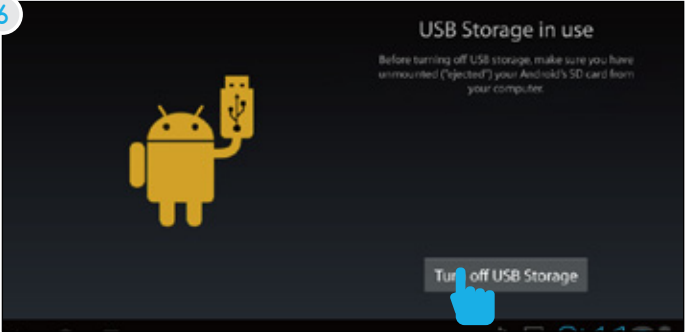 6
USB Storage in use
Before turning off USB storage, make sure you have
unmounted ("ejected") your Android's SD card from
your computer.
Turn off USB Storage